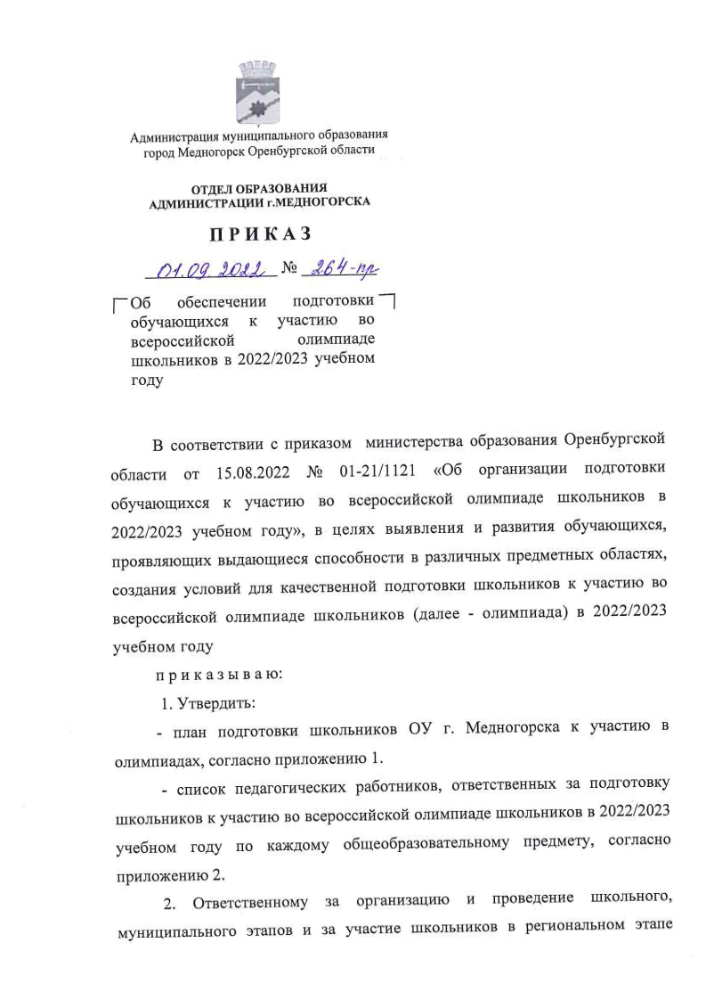 Администрация муниципального образования
город Медногорск Оренбургской области
ОТДЕЛ ОБРАЗОВАНИЯ
АДМИНИСТРАЦИИ г.МЕДНОГОРСКА
П Р И К А З
01.09.2022 № 264-пр
Об обеспечении подготовки
обучающихся к участию во
всероссийской олимпиаде
школьников в 2022/2023 учебном
году
В соответствии с приказом министерства образования Оренбургской
области от 15.08.2022 № 01-21/1121 «Об организации подготовки
обучающихся к участию во всероссийской олимпиаде школьников в
2022/2023 учебном году», в целях выявления и развития обучающихся,
проявляющих выдающиеся способности в различных предметных областях,
создания условий для качественной подготовки школьников к участию во
всероссийской олимпиаде школьников (далее - олимпиада) в 2022/2023
учебном году
п р и к а з ы в а ю:
1. Утвердить:
- план подготовки школьников ОУ г. Медногорска к участию в
олимпиадах, согласно приложению 1.
- список педагогических работников, ответственных за подготовку
школьников к участию во всероссийской олимпиаде школьников в 2022/2023
учебном году по каждому общеобразовательному предмету, согласно
приложению 2.
2. Ответственному за организацию и проведение школьного,
муниципального этапов и за участие школьников в региональном этапе